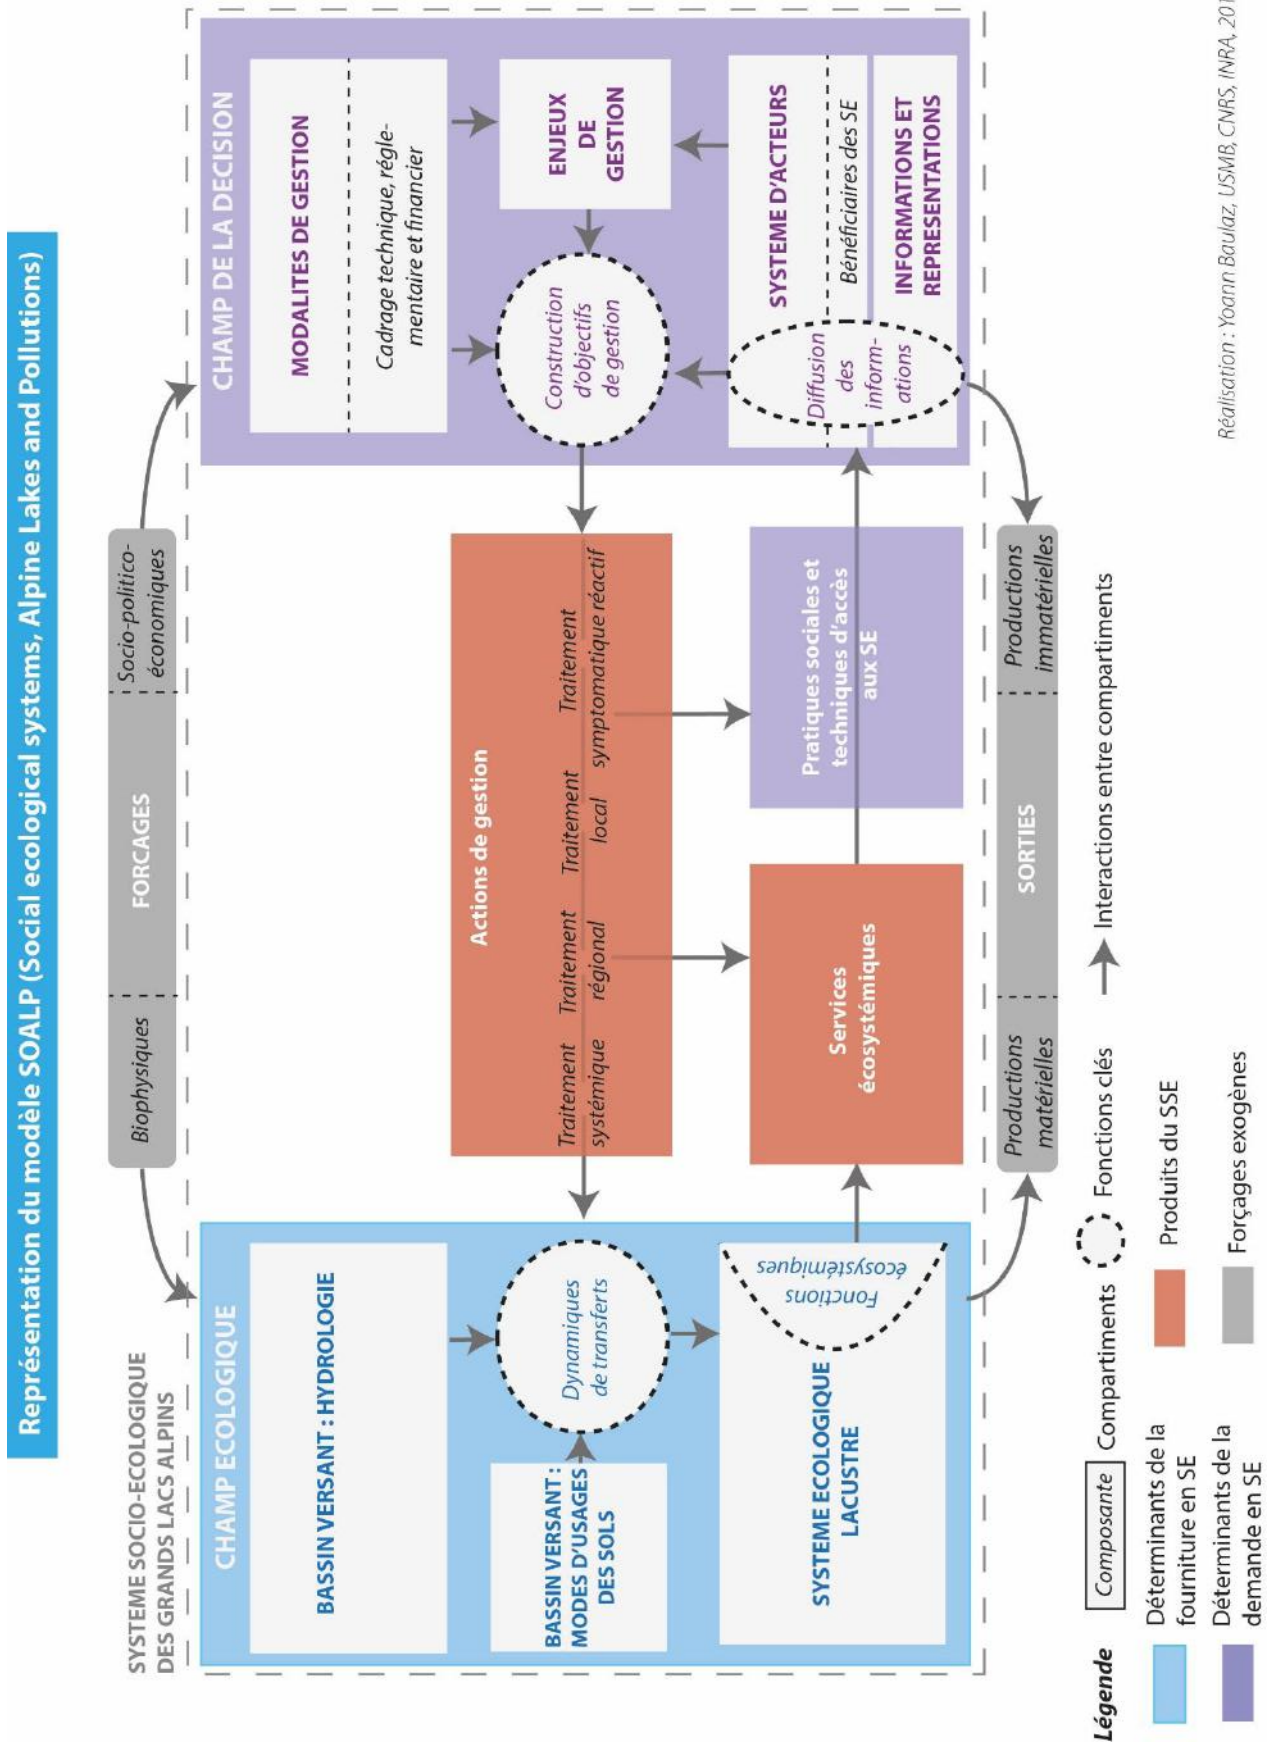 Représentation du modèle SOALP (Social ecological systems, Alpine Lakes and Pollutions)
SYSTEME SOCIO-ECOLOGIQUE
DES GRANDS LACS ALPINS
Biophysiques
FORCAGES
Socio-politico-
économiques
CHAMP ECOLOGIQUE
BASSIN VERSANT : HYDROLOGIE
BASSIN VERSANT :
MODES D'USAGES
DES SOLS
Dynamiques
de transferts
SYSTEME ECOLOGIQUE
LACUSTRE
Fonctions
écosystémiques
Actions de gestion
Traitement
systémique
Traitement
régional
Traitement
local
Traitement
symptomatique réactif
Services
écosystémiques
Pratiques sociales et
techniques d'accès
aux SE
CHAMP DE LA DECISION
MODALITES DE GESTION
Cadrage technique, régle-
mentaire et financier
Construction
d'objectifs
de gestion
ENJEUX
DE
GESTION
SYSTEME D'ACTEURS
Bénéficiaires des SE
Diffusion
des
inform-
ations
INFORMATIONS ET
REPRESENTATIONS
Productions
matérielles
SORTIES
Productions
immatérielles
Légende
Composante
Compartiments
Fonctions clés
Interactions entre compartiments
Déterminants de la
fourniture en SE
Produits du SSE
Déterminants de la
demande en SE
Forçages exogènes
Réalisation : Yoann Baulaz, USMB, CNRS, INRA, 201